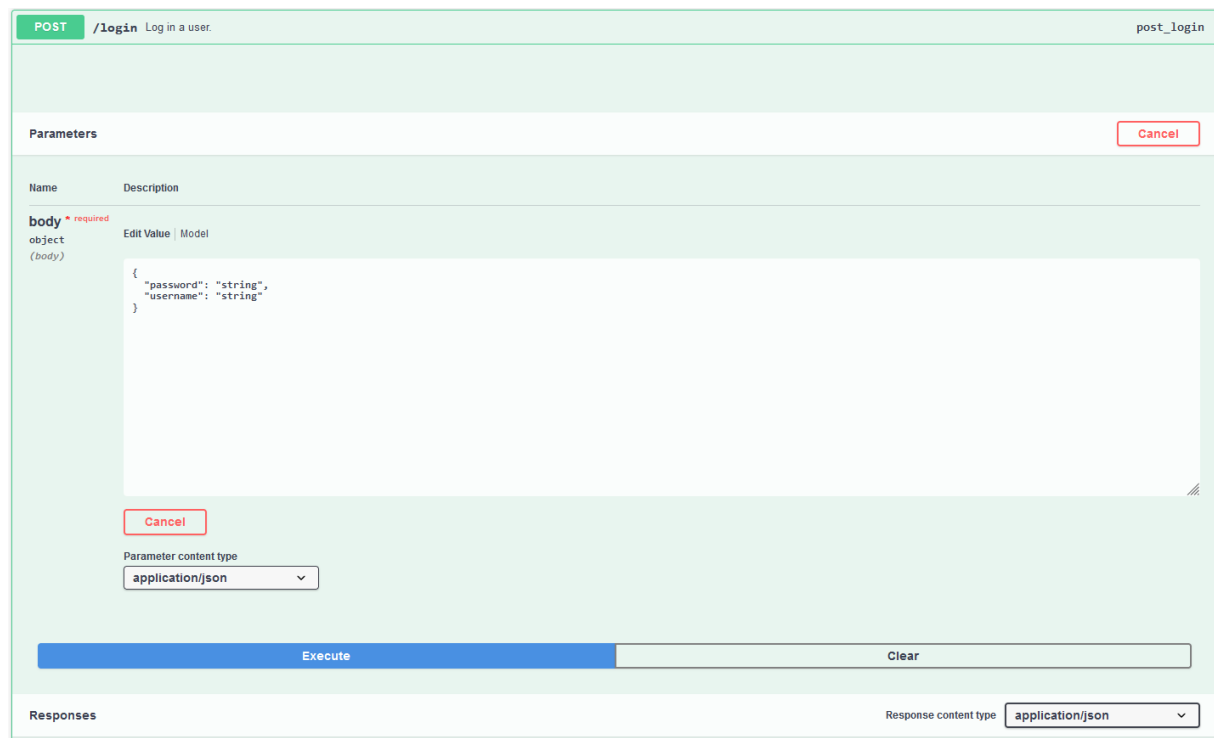 POST /login Log in a user. post_login
Parameters Cancel
Name Description
body * required
object
(body)
Edit Value | Model
{
  "password": "string",
  "username": "string"
}
Cancel
Parameter content type
application/json
Execute Clear
Responses Response content type application/json